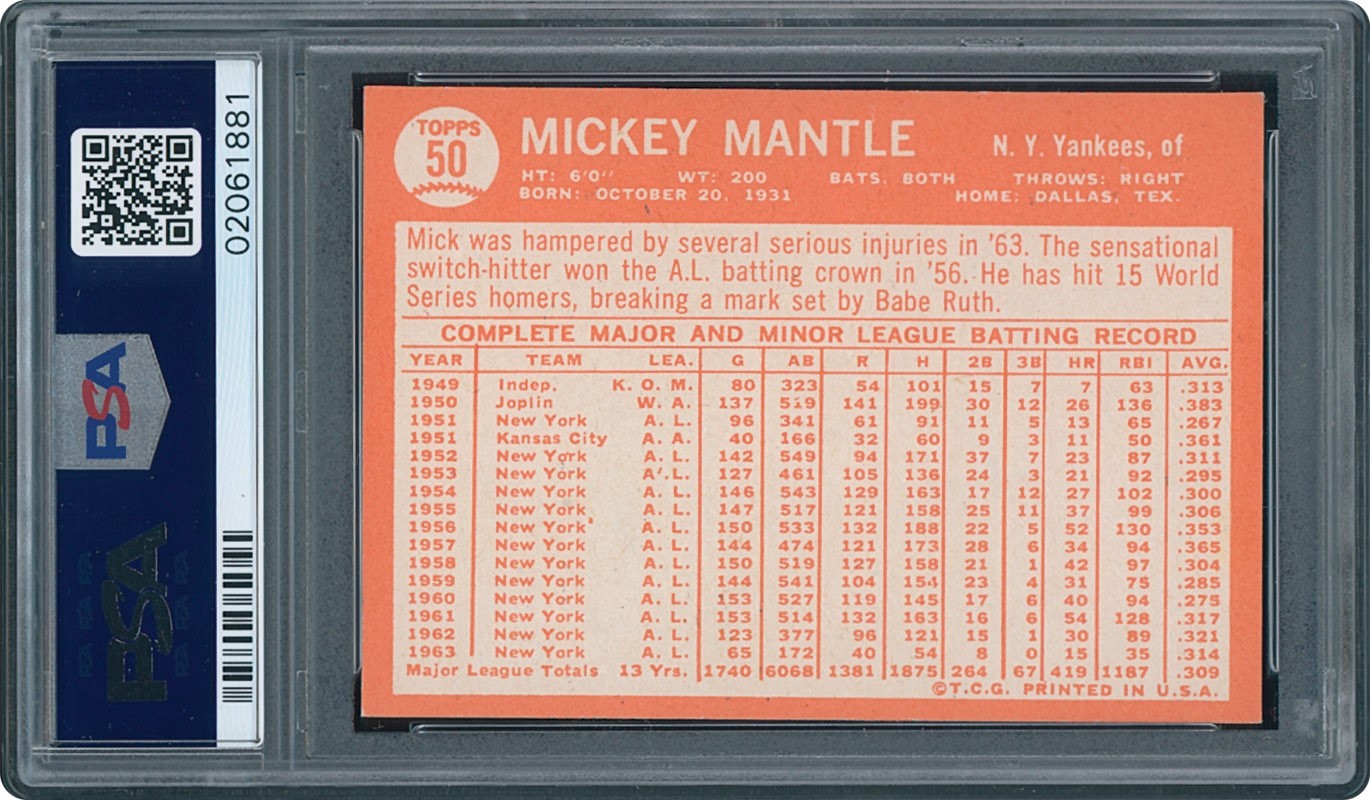 02061881
PSA
PSA
TOPPS
50
MICKEY MANTLE
N. Y. Yankees, of
HT: 6'0" WT: 200 BATS. BOTH THROWS: RIGHT
BORN: OCTOBER 20, 1931 HOME: DALLAS, TEX.
Mick was hampered by several serious injuries in '63. The sensational
switch-hitter won the A.L. batting crown in '56. He has hit 15 World
Series homers, breaking a mark set by Babe Ruth.
COMPLETE MAJOR AND MINOR LEAGUE BATTING RECORD
YEAR TEAM LEA. G AB R H 2B 3B HR RBI AVG.
1949 Indep. K. O. M. 80 323 54 101 15 7 7 63 .313
1950 Joplin W. A. 137 519 141 199 30 12 26 136 .383
1951 New York A. L. 96 341 61 91 11 5 13 65 .267
1951 Kansas City A. A. 40 166 32 60 9 3 11 50 .361
1952 New York A. L. 142 549 94 171 37 7 23 87 .311
1953 New York A. L. 127 461 105 136 24 3 21 92 .295
1954 New York A. L. 146 543 129 163 17 12 27 102 .300
1955 New York A. L. 147 517 121 158 25 11 37 99 .306
1956 New York A. L. 150 533 132 188 22 5 52 130 .353
1957 New York A. L. 144 474 121 173 28 6 34 94 .365
1958 New York A. L. 150 519 127 158 21 1 42 97 .304
1959 New York A. L. 144 541 104 154 23 4 31 75 .285
1960 New York A. L. 153 527 119 145 17 6 40 94 .275
1961 New York A. L. 153 514 132 163 16 6 54 128 .317
1962 New York A. L. 123 377 96 121 15 1 30 89 .321
1963 New York A. L. 65 172 40 54 8 0 15 35 .314
Major League Totals 13 Yrs. 1740 6068 1381 1875 264 67 419 1187 .309
©T.C.G. PRINTED IN U.S.A.